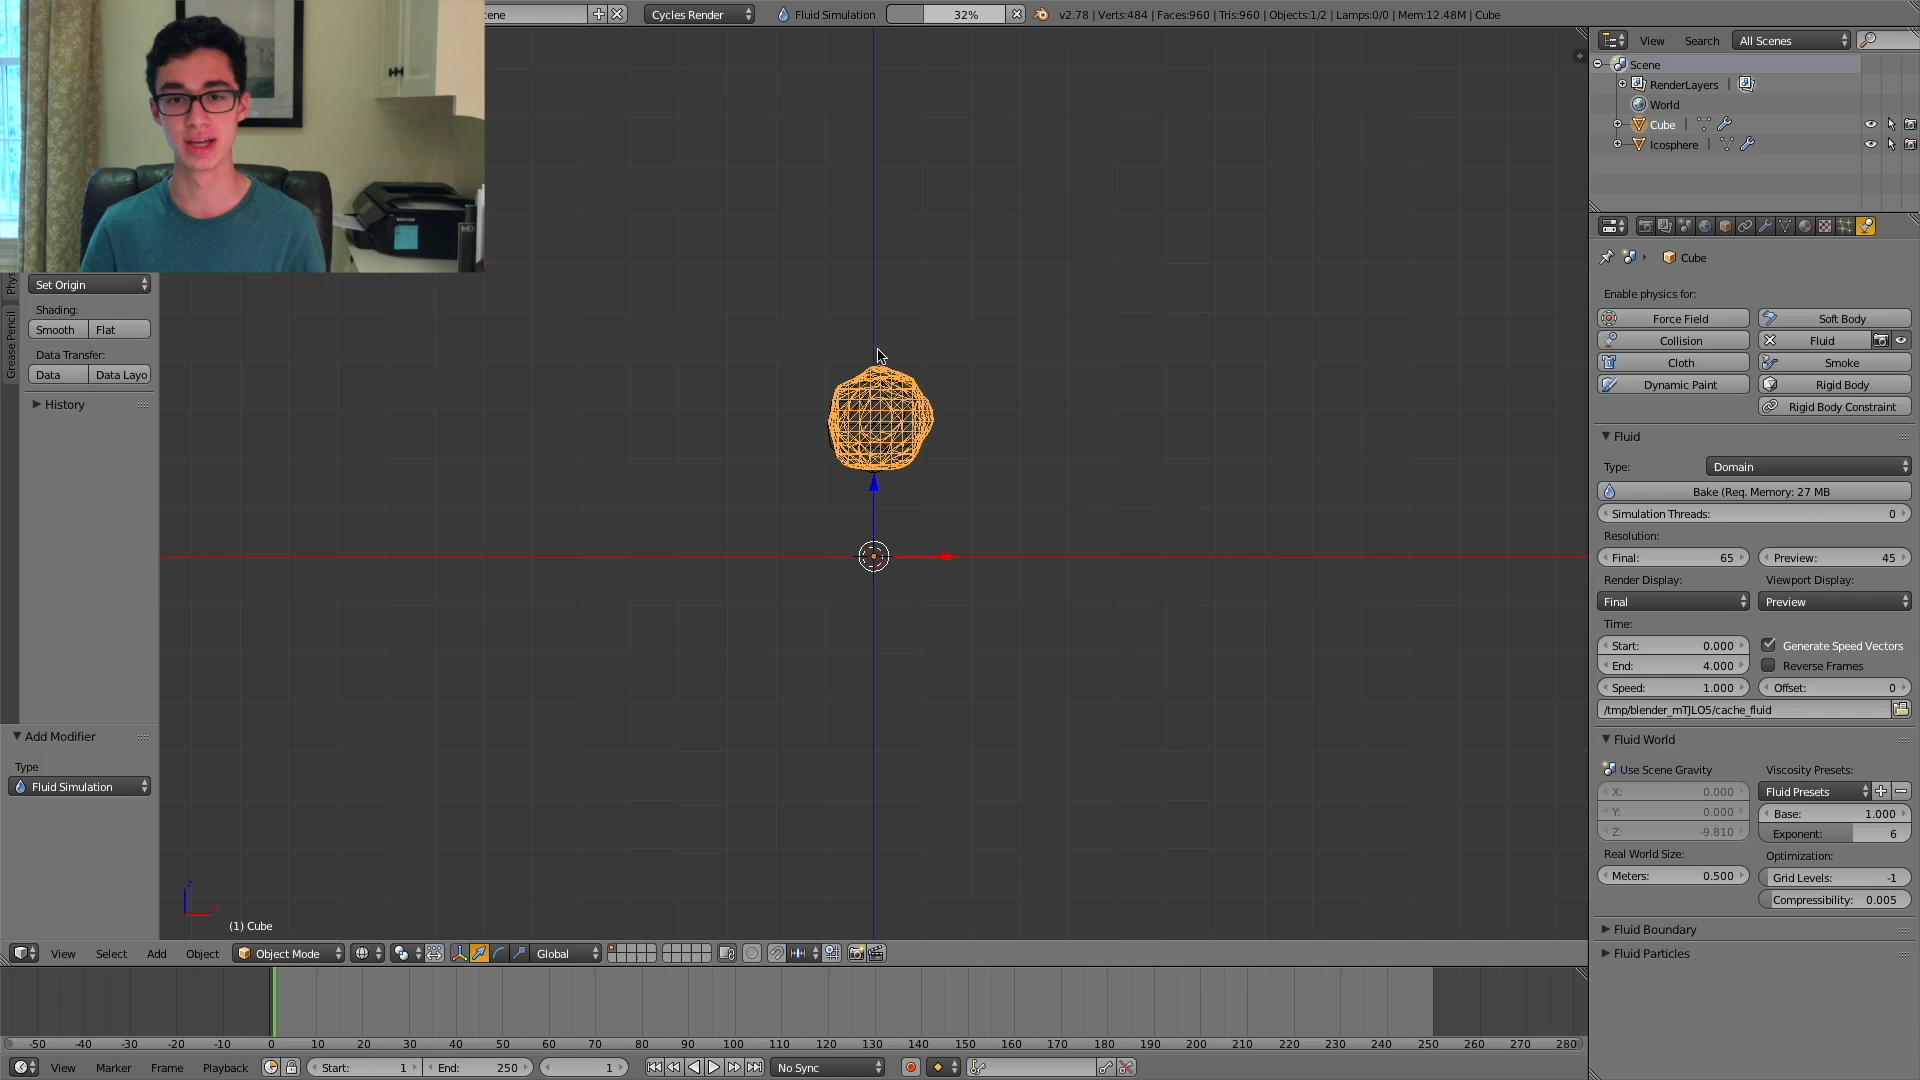 cene
Cycles Render
Fluid Simulation
32%
v2.78 | Verts:484 | Faces:960 | Tris:960 | Objects:1/2 | Lamps:0/0 | Mem:12.48M | Cube
View
Search
All Scenes
Scene
RenderLayers
World
Cube
Icosphere
Cube
Enable physics for:
Force Field
Soft Body
Collision
Fluid
Cloth
Smoke
Dynamic Paint
Rigid Body
Rigid Body Constraint
Fluid
Type:
Domain
Bake (Req. Memory: 27 MB
Simulation Threads: 0
Resolution:
Final: 65
Preview: 45
Render Display:
Viewport Display:
Final
Preview
Time:
Start: 0.000
Generate Speed Vectors
End: 4.000
Reverse Frames
Speed: 1.000
Offset: 0
/tmp/blender_mTJLO5/cache_fluid
Fluid World
Use Scene Gravity
Viscosity Presets:
X: 0.000
Fluid Presets
Y: 0.000
Base: 1.000
Z: -9.810
Exponent: 6
Real World Size:
Optimization:
Meters: 0.500
Grid Levels: -1
Compressibility: 0.005
Fluid Boundary
Fluid Particles
Phys
Grease Pencil
Set Origin
Shading:
Smooth
Flat
Data Transfer:
Data
Data Layo
History
Add Modifier
Type
Fluid Simulation
z
(1) Cube
View
Select
Add
Object
Object Mode
Global
-50 -40 -30 -20 -10 0 10 20 30 40 50 60 70 80 90 100 110 120 130 140 150 160 170 180 190 200 210 220 230 240 250 260 270 280
View
Marker
Frame
Playback
Start: 1
End: 250
1
No Sync